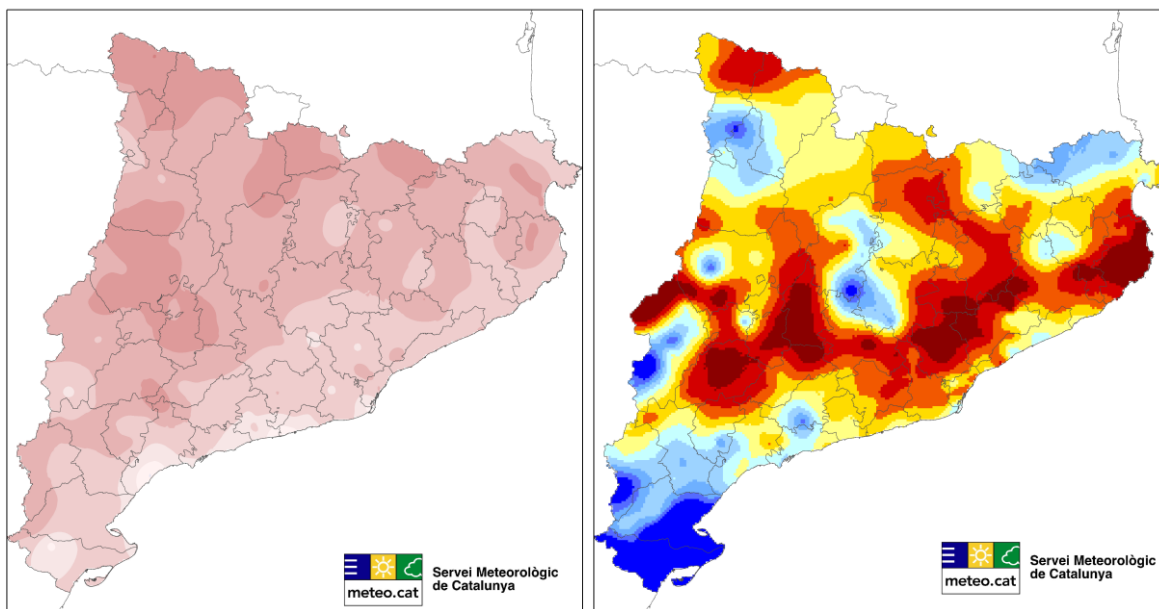 meteo.cat
Servei Meteorològic
de Catalunya
meteo.cat
Servei Meteorològic
de Catalunya